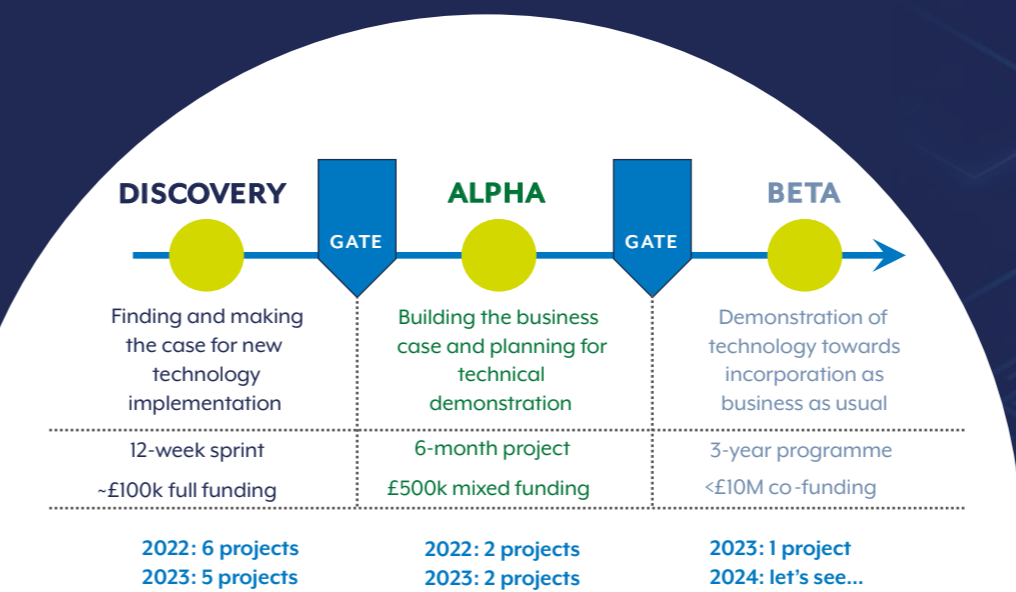 DISCOVERY
GATE
ALPHA
GATE
BETA
Finding and making
the case for new
technology
implementation
Building the business
case and planning for
technical
demonstration
Demonstration of
technology towards
incorporation as
business as usual
12-week sprint
6-month project
3-year programme
~£100k full funding
£500k mixed funding
<£10M co-funding
2022: 6 projects
2023: 5 projects
2022: 2 projects
2023: 2 projects
2023: 1 project
2024: let's see...